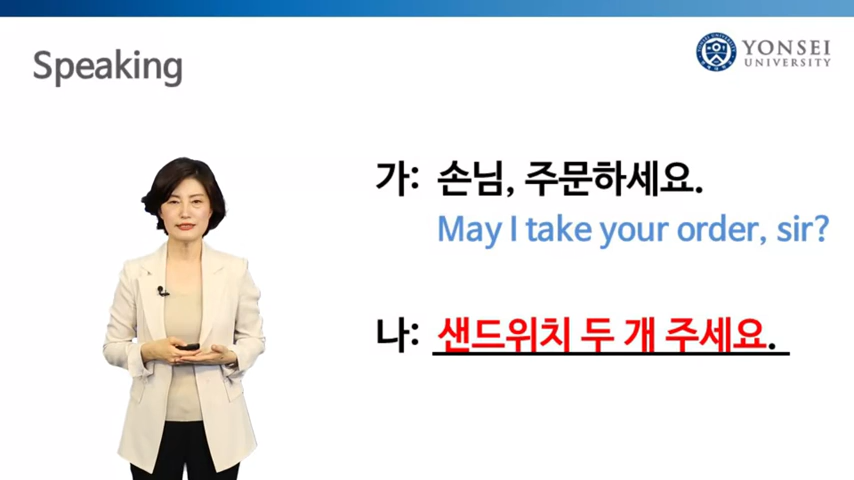 Speaking
YONSEI
UNIVERSITY
가: 손님, 주문하세요.
May I take your order, sir?
나: 샌드위치 두 개 주세요.